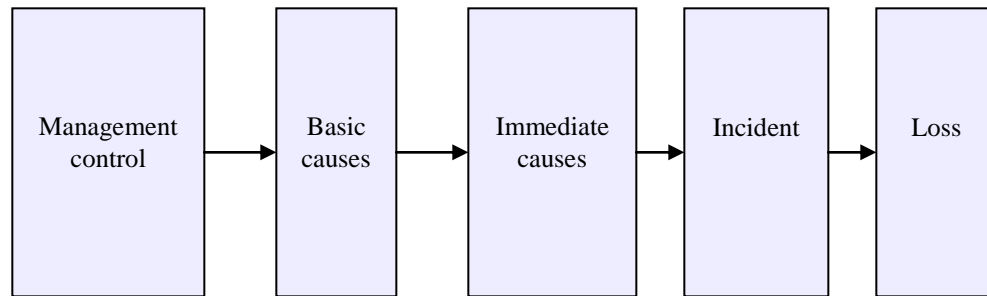 Management
control
Basic
causes
Immediate
causes
Incident
Loss